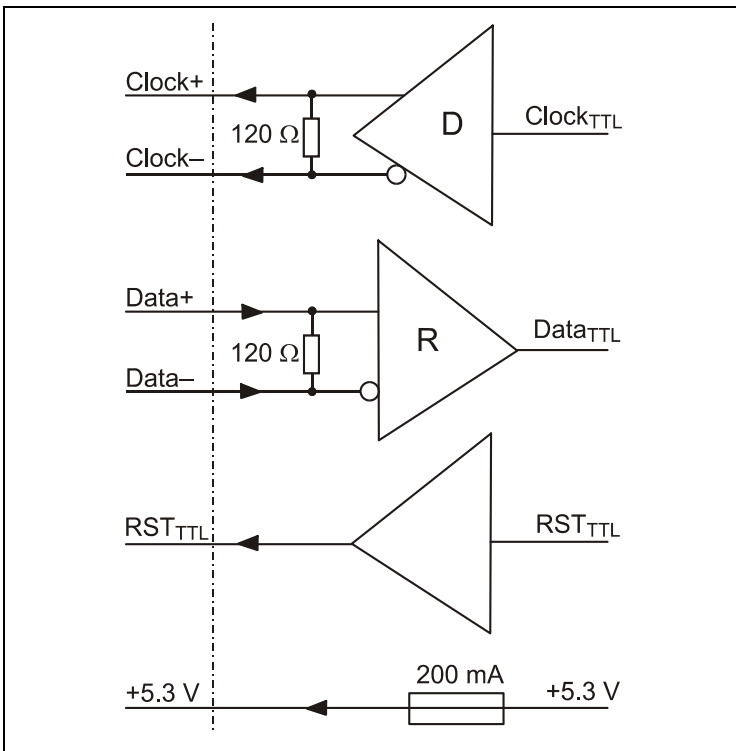 Clock+
120 Ω
D
Clock–
ClockTTL
Data+
120 Ω
R
Data–
DataTTL
RSTTTL
RSTTTL
200 mA
+5.3 V
+5.3 V